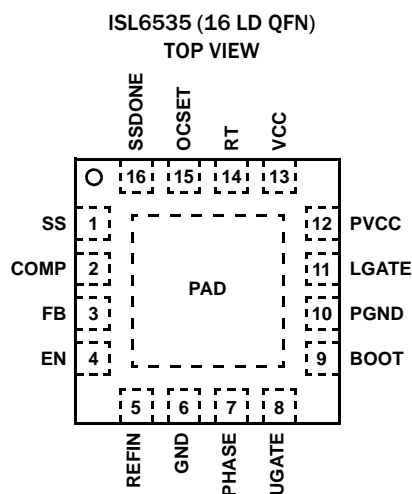 ISL6535 (16 LD QFN)
TOP VIEW
SSDONE
OCSET
RT
VCC
16
15
14
13
SS 1
COMP 2
FB 3
EN 4
PAD
12 PVCC
11 LGATE
10 PGND
9 BOOT
5
6
7
8
REFIN
GND
PHASE
UGATE